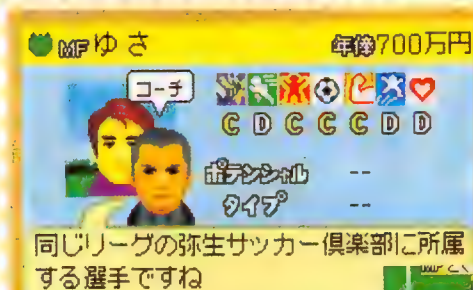 MFゆさ 年俸700万円
コーチ
C D C C C D D
ポテンシャル --
タイプ --
同じリーグの弥生サッカー倶楽部に所属
する選手ですね